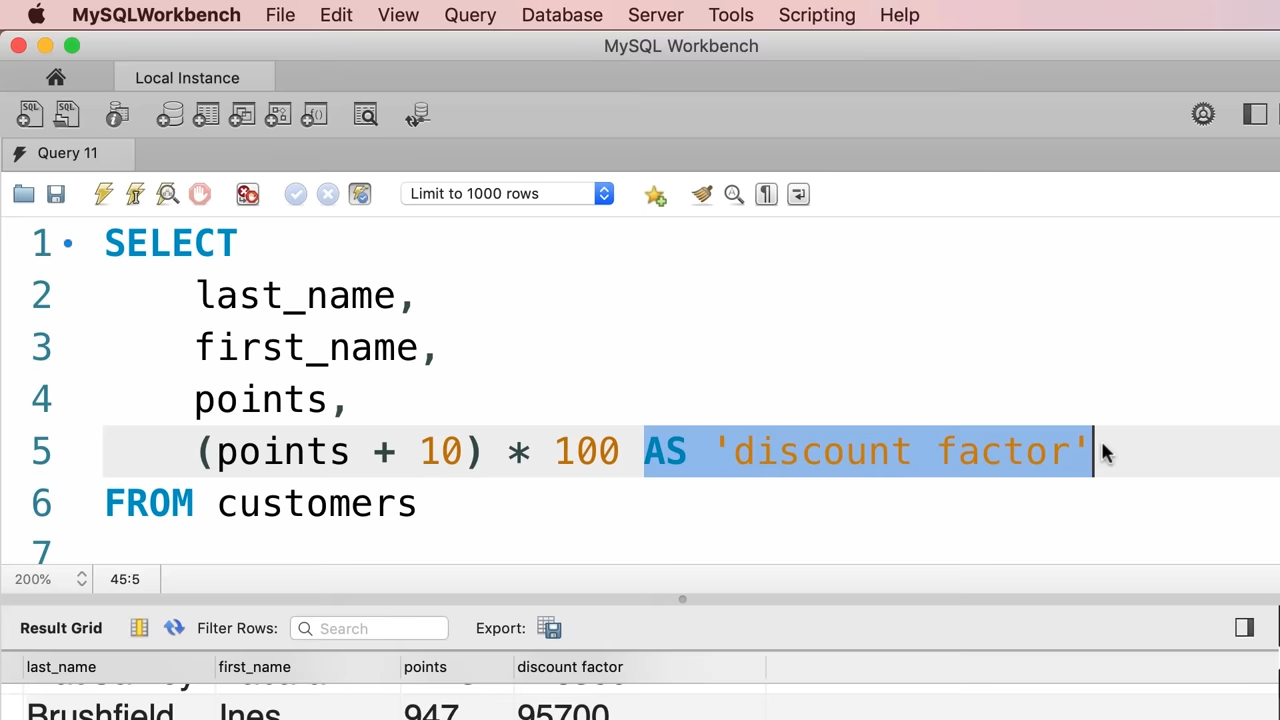 MySQLWorkbench File Edit View Query Database Server Tools Scripting Help
MySQL Workbench
Local Instance
SQL SQL
Query 11
Limit to 1000 rows
1 SELECT
2 last_name,
3 first_name,
4 points,
5 (points + 10) * 100 AS 'discount factor'
6 FROM customers
7
200% 45:5
Result Grid Filter Rows: Search Export:
last_name first_name points discount factor
Brushfield Ines 947 95700